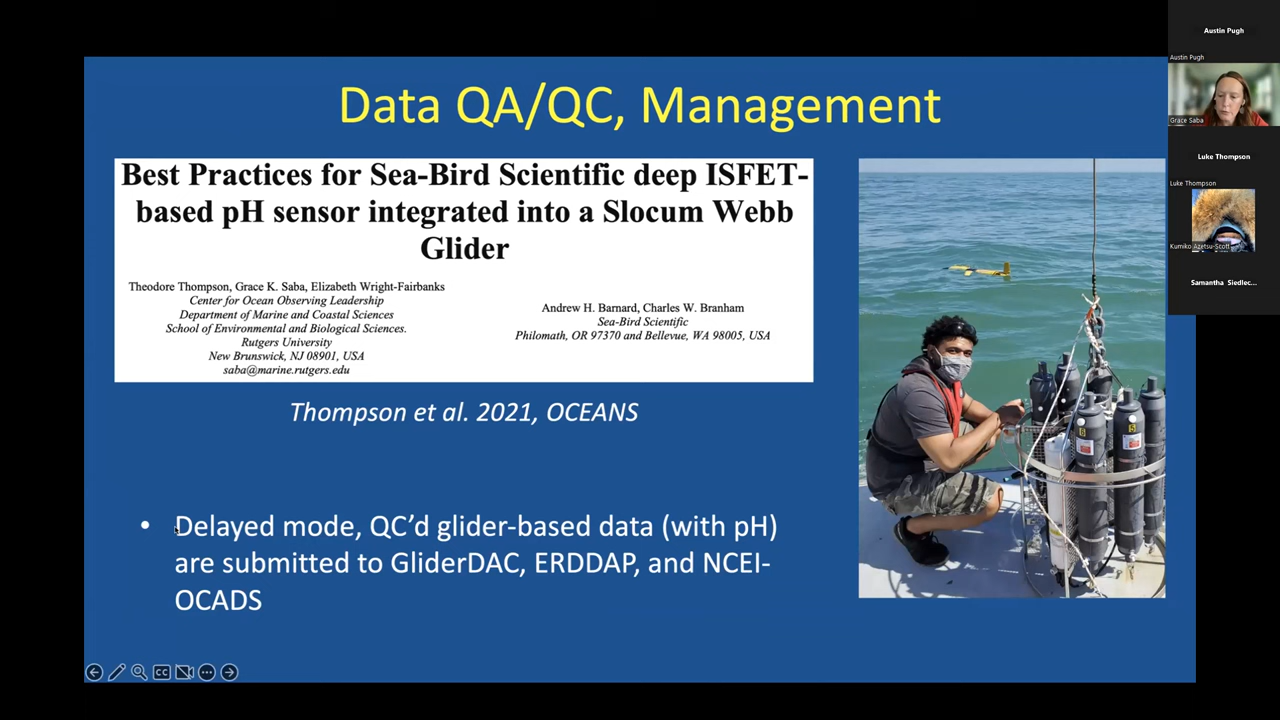 Data QA/QC, Management
Best Practices for Sea-Bird Scientific deep ISFET-
based pH sensor integrated into a Slocum Webb
Glider
Theodore Thompson, Grace K. Saba, Elizabeth Wright-Fairbanks
Center for Ocean Observing Leadership
Department of Marine and Coastal Sciences
School of Environmental and Biological Sciences.
Rutgers University
New Brunswick, NJ 08901, USA
saba@marine.rutgers.edu
Andrew H. Barnard, Charles W. Branham
Sea-Bird Scientific
Philomath, OR 97370 and Bellevue, WA 98005, USA
Thompson et al. 2021, OCEANS
• Delayed mode, QC’d glider-based data (with pH)
are submitted to GliderDAC, ERDDAP, and NCEI-
OCADS
CC
Austin Pugh
Austin Pugh
Grace Saba
Luke Thompson
Luke Thompson
Kumiko Azetsu-Scott
Samantha Siedlec...